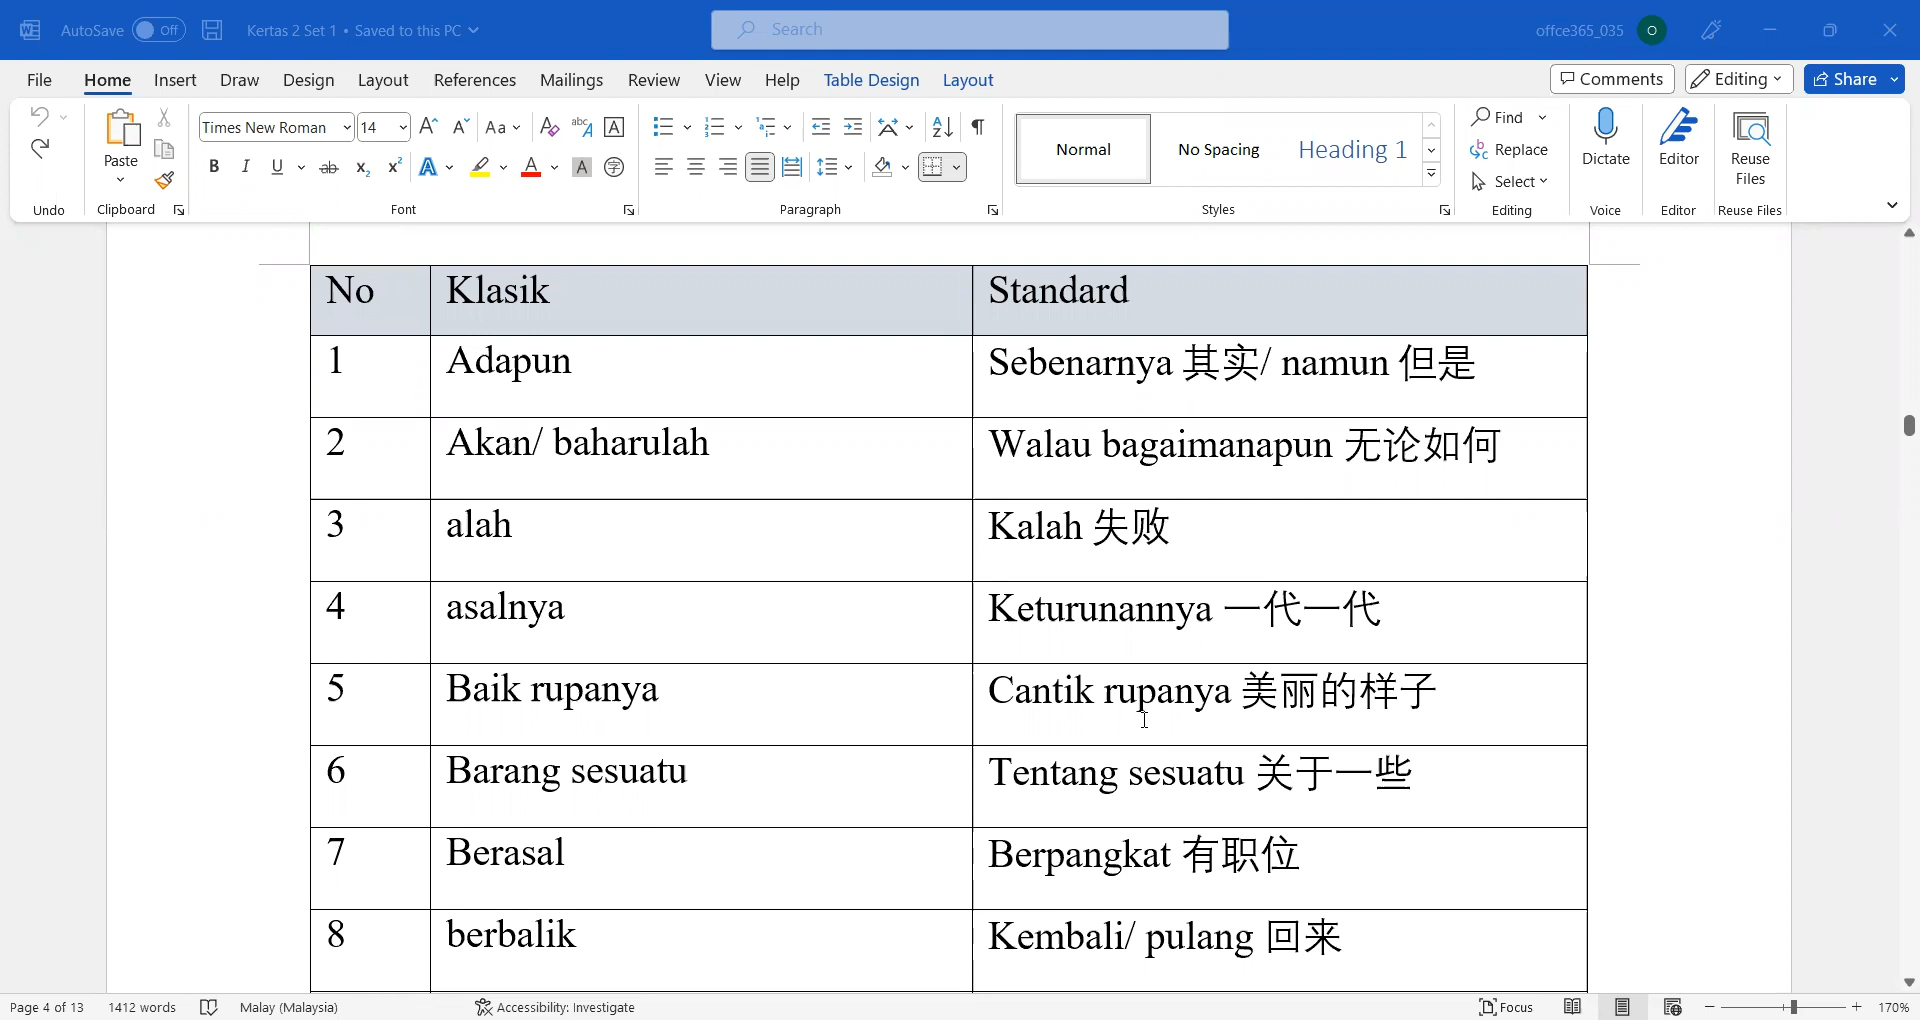 AutoSave Off Kertas 2 Set 1 • Saved to this PC Search offce365_035 O
File Home Insert Draw Design Layout References Mailings Review View Help Table Design Layout Comments Editing Share
Times New Roman 14 Aa
Paste
Normal No Spacing Heading 1
Find
Replace
Select
Dictate Editor Reuse Files
Undo Clipboard Font Paragraph Styles Editing Voice Editor Reuse Files
No Klasik Standard
1 Adapun Sebenarnya 其实/ namun 但是
2 Akan/ baharulah Walau bagaimanapun 无论如何
3 alah Kalah 失败
4 asalnya Keturunannya 一代一代
5 Baik rupanya Cantik rupanya 美丽的样子
6 Barang sesuatu Tentang sesuatu 关于一些
7 Berasal Berpangkat 有职位
8 berbalik Kembali/ pulang 回来
Page 4 of 13 1412 words Malay (Malaysia) Accessibility: Investigate Focus 170%